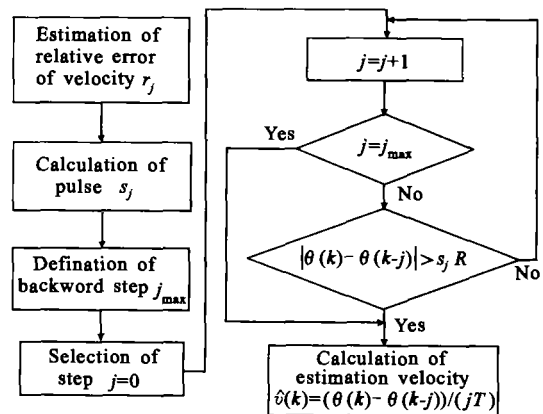 Estimation of
relative error
of velocity r_j
Calculation of
pulse s_j
Defination of
backword step j_max
Selection of
step j=0
j=j+1
Yes
j=j_max
No
|θ(k)−θ(k-j)|>s_j R
No
Yes
Calculation of
estimation velocity
v̂(k)=(θ(k)−θ(k-j))/(jT)